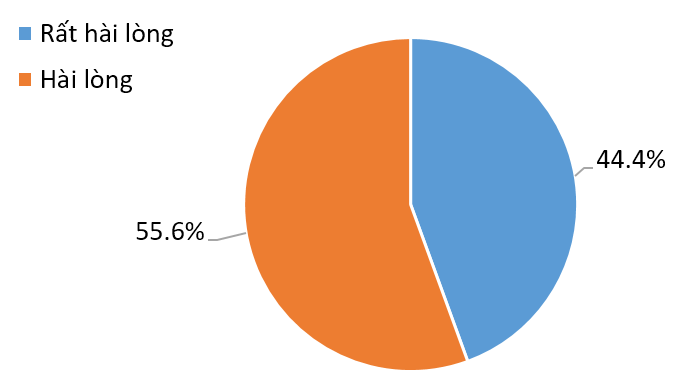 Rất hài lòng
Hài lòng
44.4%
55.6%